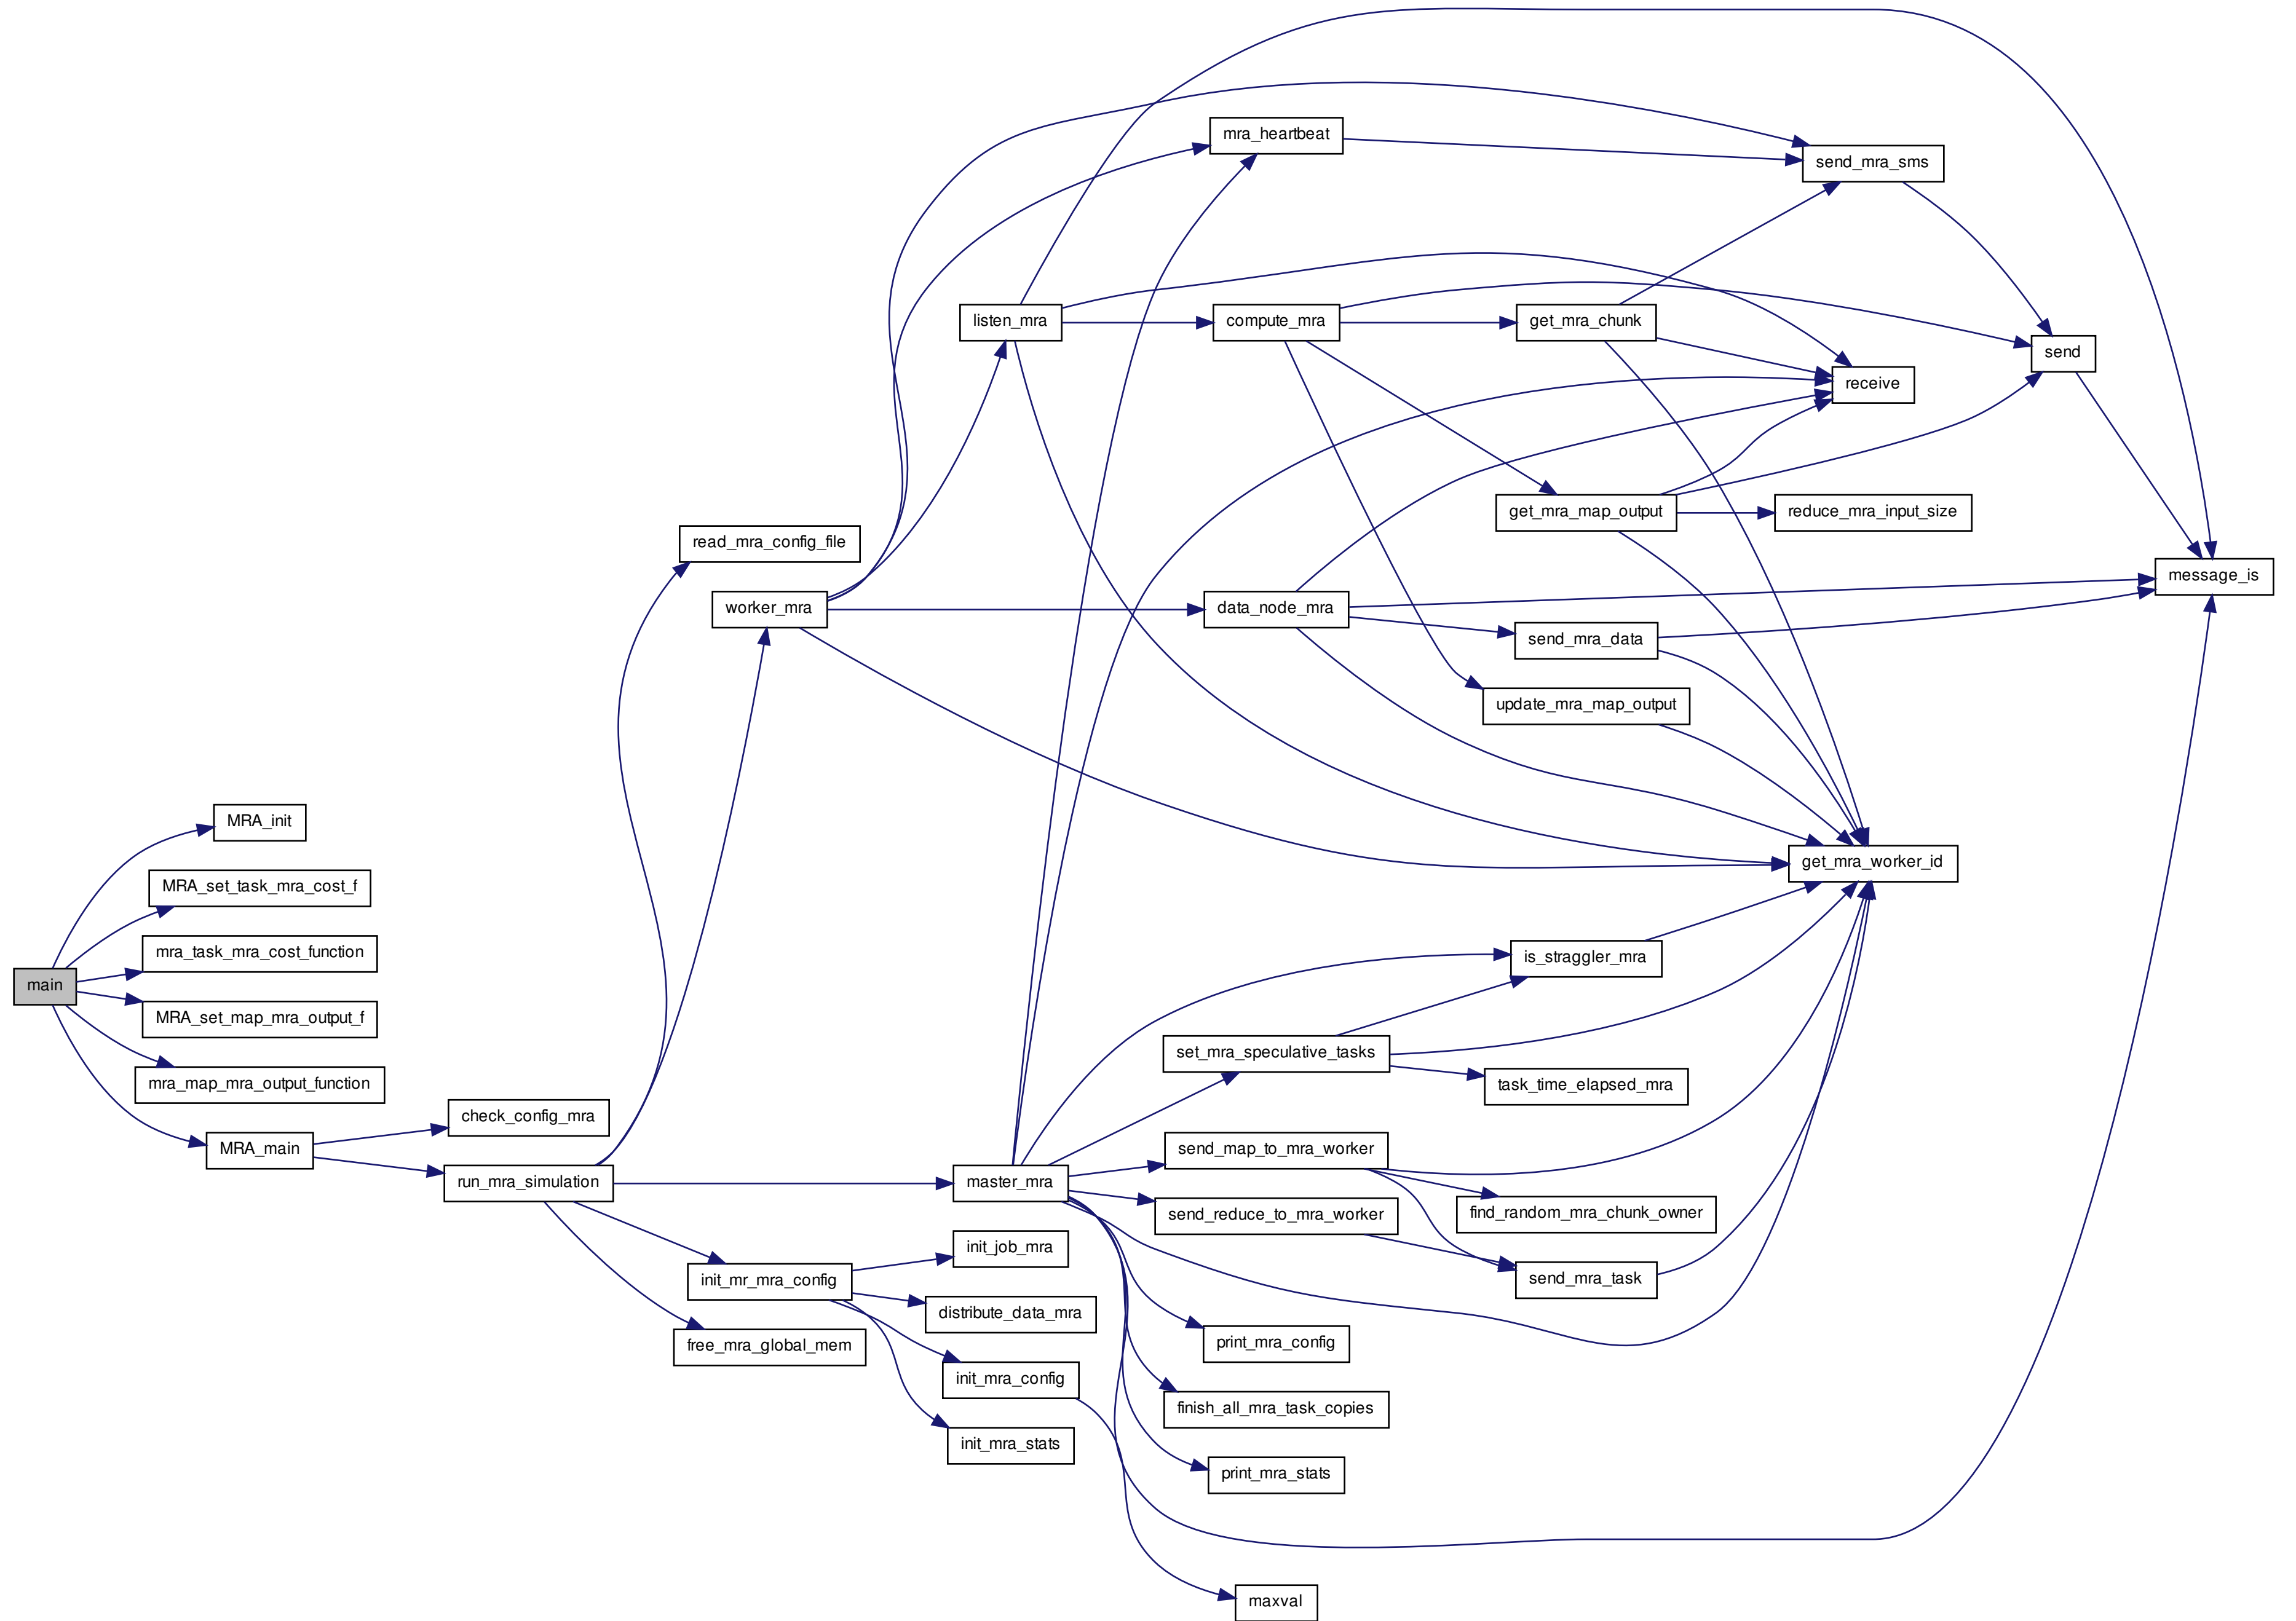 mra_heartbeat
send_mra_sms
listen_mra
compute_mra
get_mra_chunk
send
receive
get_mra_map_output
reduce_mra_input_size
read_mra_config_file
message_is
worker_mra
data_node_mra
send_mra_data
update_mra_map_output
MRA_init
get_mra_worker_id
MRA_set_task_mra_cost_f
mra_task_mra_cost_function
is_straggler_mra
main
MRA_set_map_mra_output_f
set_mra_speculative_tasks
mra_map_mra_output_function
task_time_elapsed_mra
check_config_mra
MRA_main
send_map_to_mra_worker
run_mra_simulation
master_mra
send_reduce_to_mra_worker
find_random_mra_chunk_owner
init_job_mra
init_mr_mra_config
send_mra_task
distribute_data_mra
free_mra_global_mem
print_mra_config
init_mra_config
finish_all_mra_task_copies
init_mra_stats
print_mra_stats
maxval